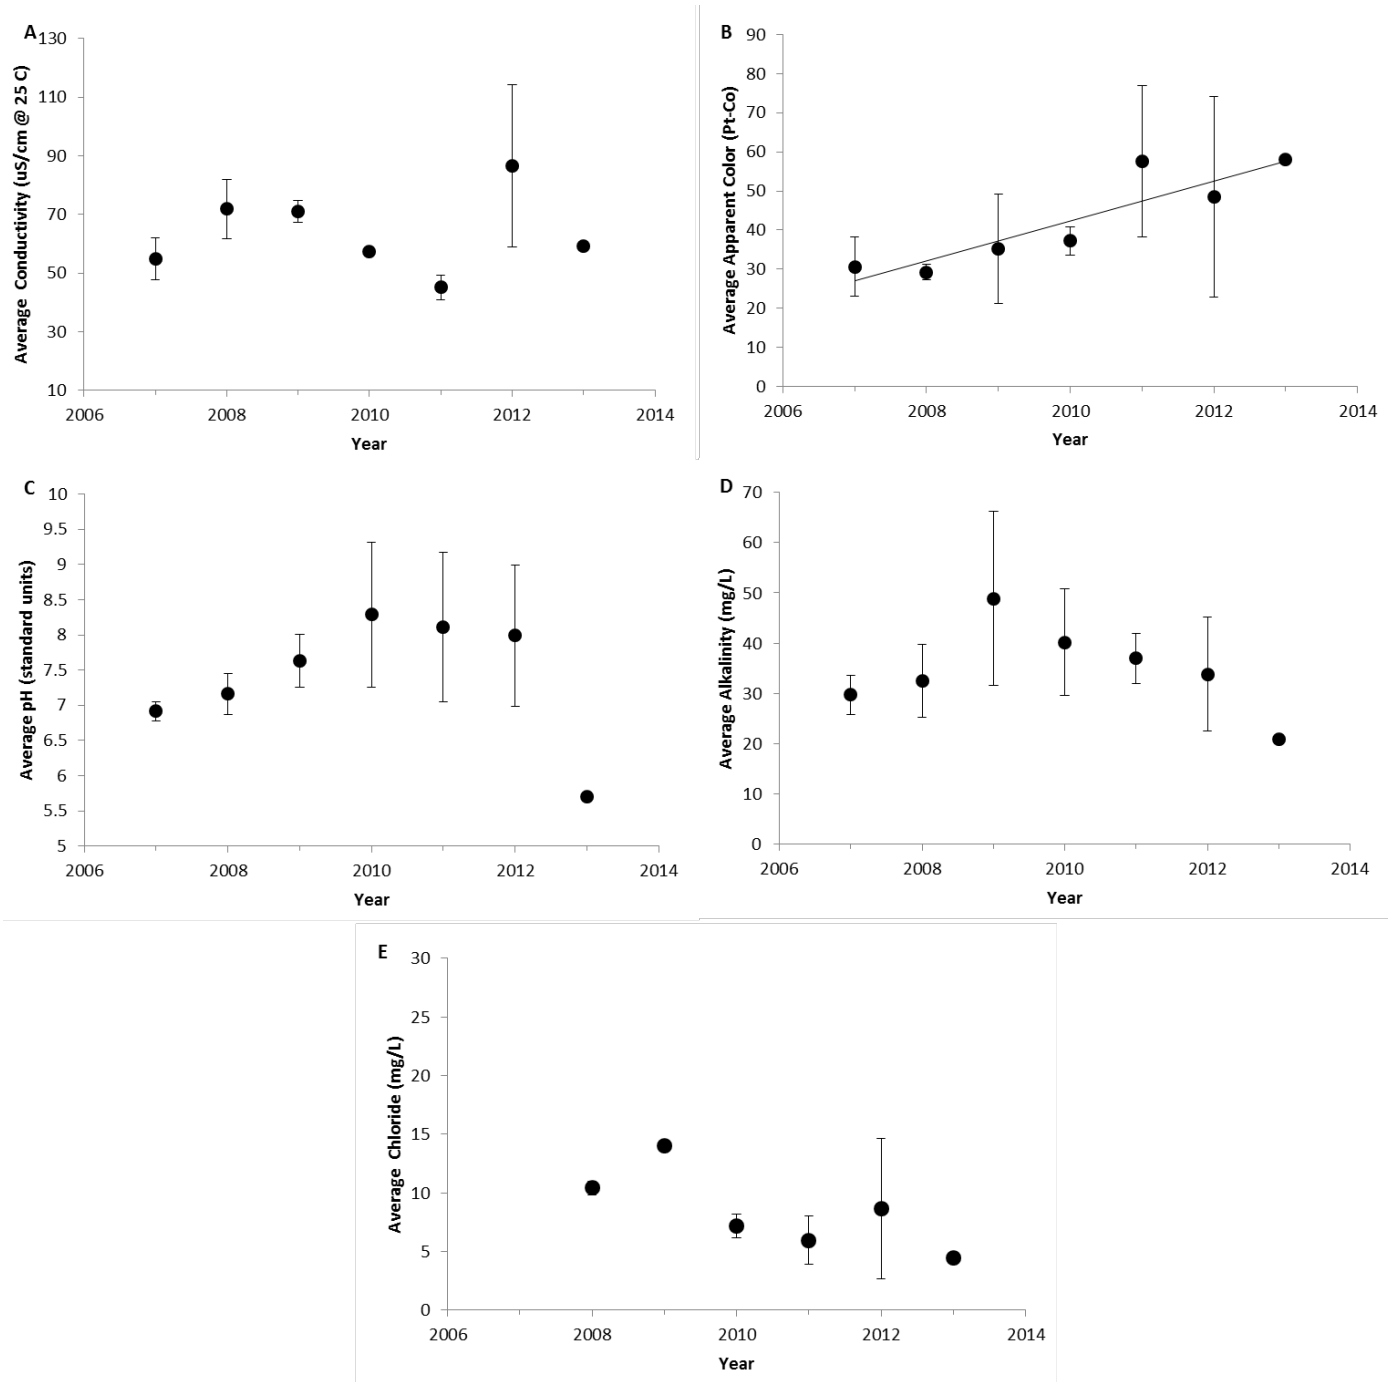 A
Average Conductivity (uS/cm @ 25 C)
130
110
90
70
50
30
10
2006 2008 2010 2012 2014
Year
B
Average Apparent Color (Pt-Co)
90
80
70
60
50
40
30
20
10
0
2006 2008 2010 2012 2014
Year
C
Average pH (standard units)
10
9.5
9
8.5
8
7.5
7
6.5
6
5.5
5
2006 2008 2010 2012 2014
Year
D
Average Alkalinity (mg/L)
70
60
50
40
30
20
10
0
2006 2008 2010 2012 2014
Year
E
Average Chloride (mg/L)
30
25
20
15
10
5
0
2006 2008 2010 2012 2014
Year